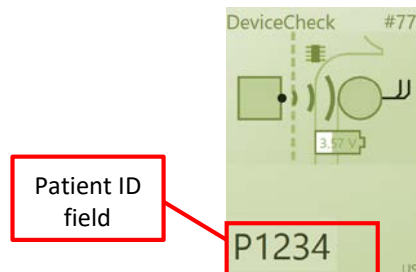 DeviceCheck #77
3.57 V
Patient ID
field
P1234